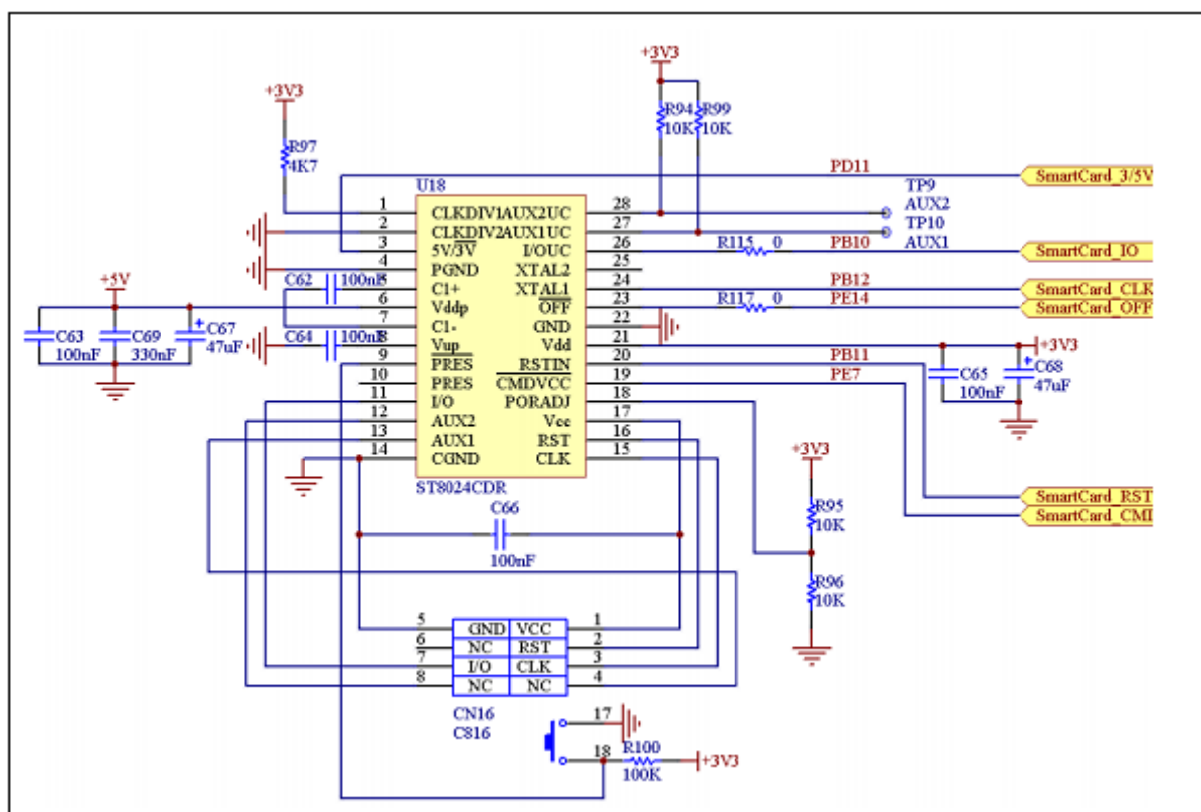 +3V3
+3V3
R94
10K
R99
10K
R97
4K7
PD11
SmartCard_3/5V
U18
TP9
AUX2
TP10
AUX1
1
CLKDIV1
AUX2UC
28
2
CLKDIV2
AUX1UC
27
3
5V/3V
I/OUC
26
R115
0
PB10
SmartCard_IO
4
PGND
XTAL2
25
C62
100nF
5
C1+
XTAL1
24
PB12
SmartCard_CLK
+5V
6
Vddp
OFF
23
R117
0
PE14
SmartCard_OFF
7
C1-
GND
22
C64
100nF
8
Vup
Vdd
21
+3V3
C63
100nF
C69
330nF
C67
47uF
+
9
PRES
RSTIN
20
PB11
10
PRES
CMDVCC
19
PE7
C65
100nF
C68
47uF
+
11
I/O
PORADJ
18
12
AUX2
Vcc
17
13
AUX1
RST
16
14
CGND
CLK
15
ST8024CDR
+3V3
SmartCard_RST
SmartCard_CMI
C66
100nF
R95
10K
R96
10K
5
GND
VCC
1
6
NC
RST
2
7
I/O
CLK
3
8
NC
NC
4
CN16
C816
17
18
R100
100K
+3V3